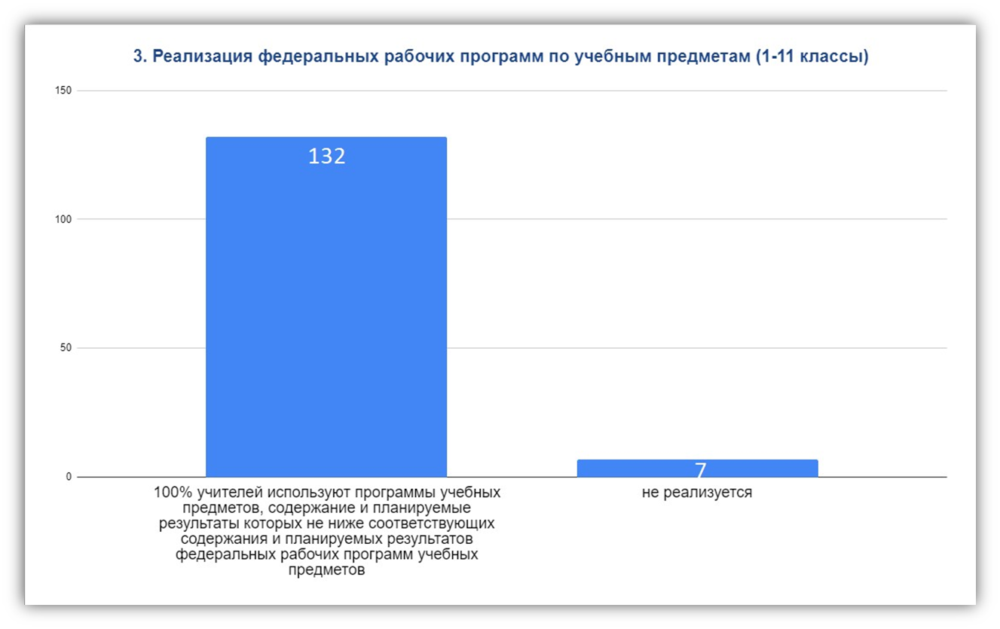 3. Реализация федеральных рабочих программ по учебным предметам (1-11 классы)
150
132
100
50
7
0
100% учителей используют программы учебных
предметов, содержание и планируемые
результаты которых не ниже соответствующих
содержания и планируемых результатов
федеральных рабочих программ учебных
предметов
не реализуется